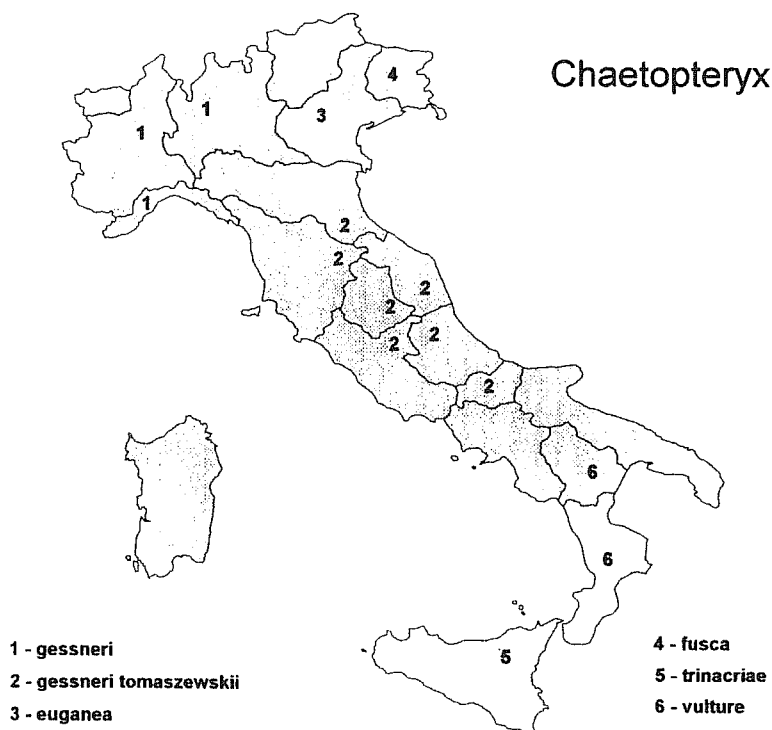 Chaetopteryx
4
1
3
1
1
2
2
2
2
2
2
2
6
6
5
1 - gessneri
2 - gessneri tomaszewskii
3 - euganea
4 - fusca
5 - trinacriae
6 - vulture